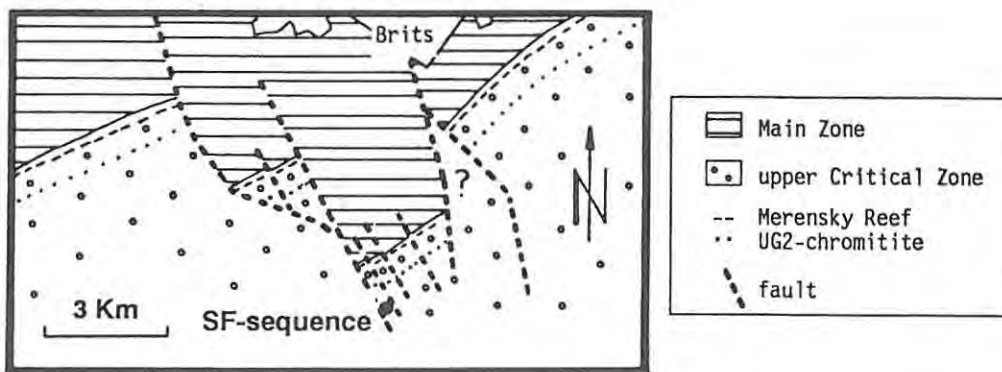 Brits
?
N
3 Km
SF-sequence
Main Zone
upper Critical Zone
Merensky Reef
UG2-chromitite
fault